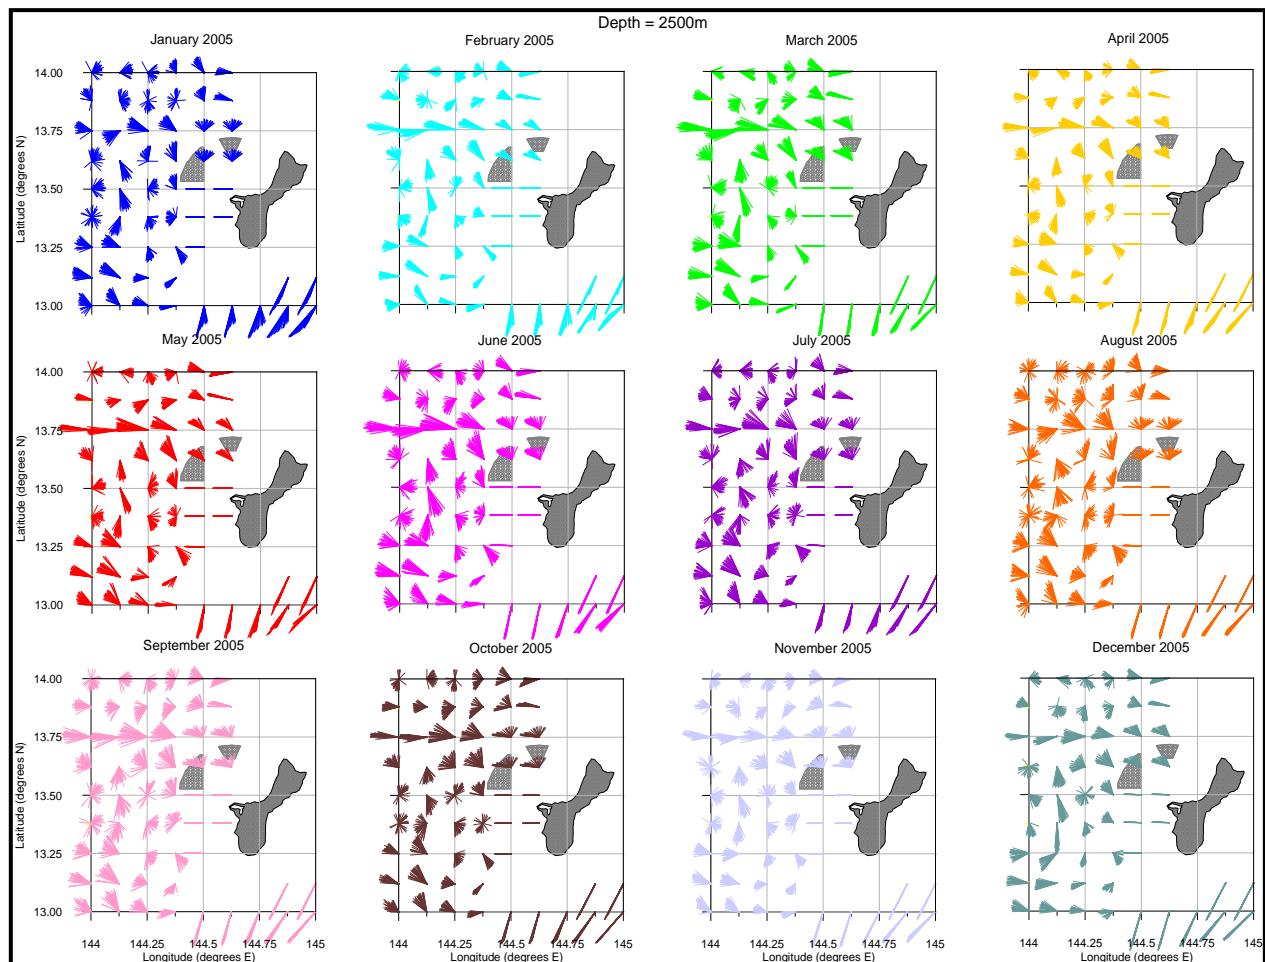 Depth = 2500m
January 2005
February 2005
March 2005
April 2005
14.00
13.75
13.50
13.25
13.00
Latitude (degrees N)
May 2005
June 2005
July 2005
August 2005
14.00
13.75
13.50
13.25
13.00
Latitude (degrees N)
September 2005
October 2005
November 2005
December 2005
14.00
13.75
13.50
13.25
13.00
Latitude (degrees N)
144 144.25 144.5 144.75 145
144 144.25 144.5 144.75 145
144 144.25 144.5 144.75 145
144 144.25 144.5 144.75 145
Longitude (degrees E)
Longitude (degrees E)
Longitude (degrees E)
Longitude (degrees E)